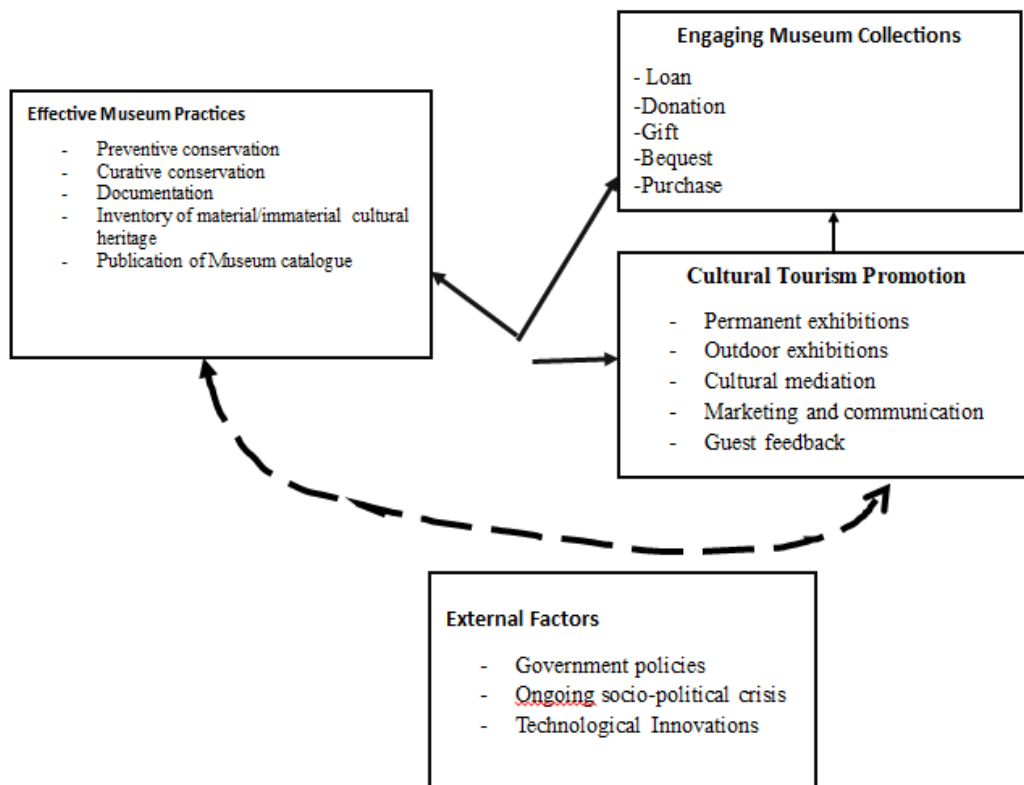 Engaging Museum Collections
- Loan
-Donation
-Gift
-Bequest
-Purchase
Effective Museum Practices
- Preventive conservation
- Curative conservation
- Documentation
- Inventory of material/immaterial cultural
heritage
- Publication of Museum catalogue
Cultural Tourism Promotion
- Permanent exhibitions
- Outdoor exhibitions
- Cultural mediation
- Marketing and communication
- Guest feedback
External Factors
- Government policies
- Ongoing socio-political crisis
- Technological Innovations